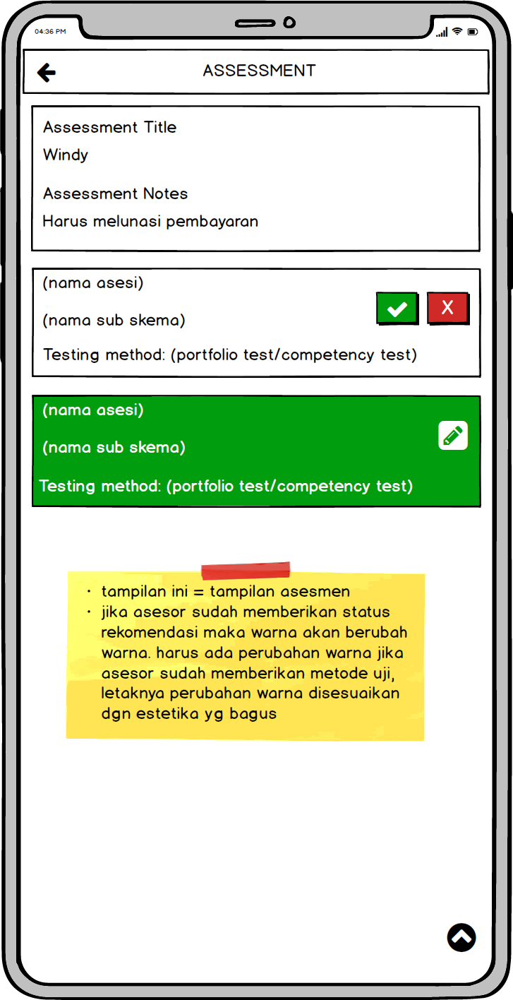 04:36 PM
ASSESSMENT
Assessment Title
Windy
Assessment Notes
Harus melunasi pembayaran
(nama asesi)
(nama sub skema)
X
Testing method: (portfolio test/competency test)
(nama asesi)
(nama sub skema)
Testing method: (portfolio test/competency test)
• tampilan ini = tampilan asesmen
• jika asesor sudah memberikan status
rekomendasi maka warna akan berubah
warna. harus ada perubahan warna jika
asesor sudah memberikan metode uji,
letaknya perubahan warna disesuaikan
dgn estetika yg bagus